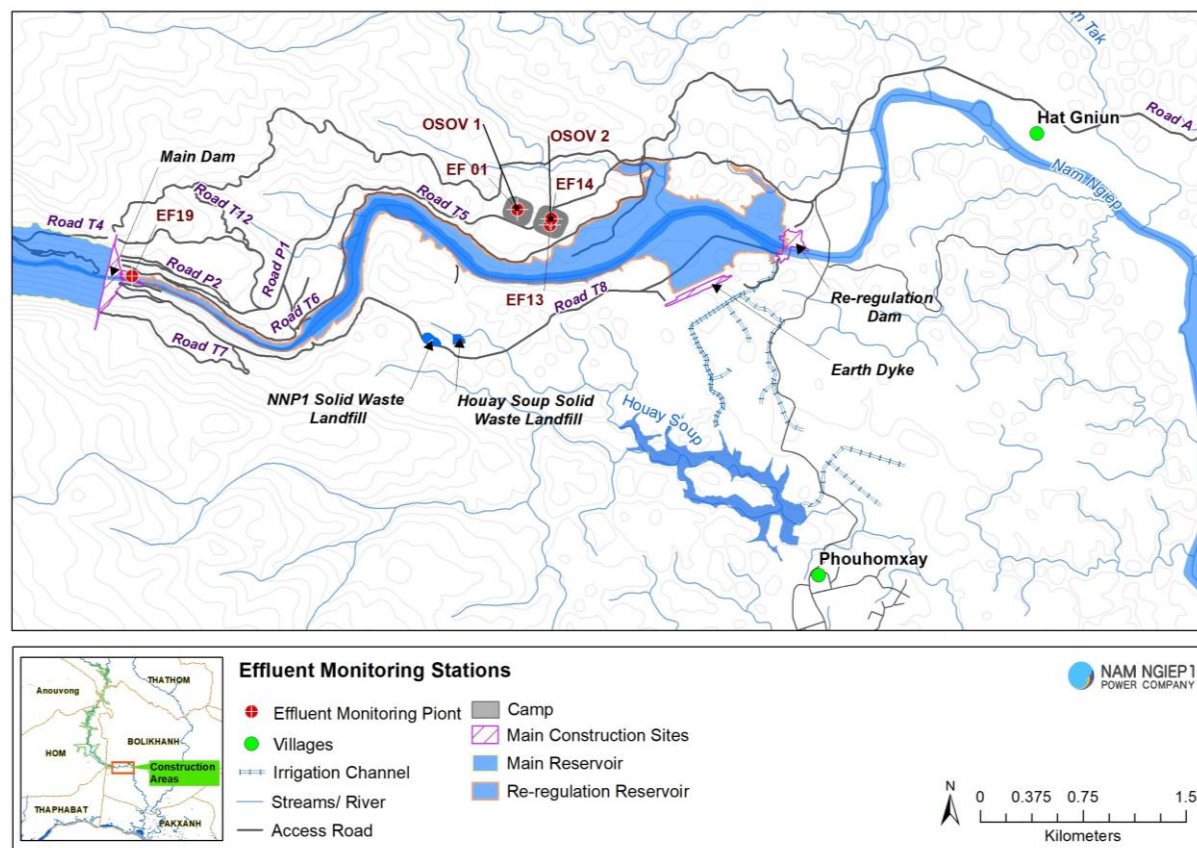 m Tak
OSOV 1
OSOV 2
Hat Gniun
Road A
Main Dam
EF 01
EF14
Nam Ngiep
Road T4
EF19
Road T12
Road T5
Road P1
Road P2
Road T6
EF13
Road T8
Re-regulation
Dam
Road T7
Earth Dyke
NNP1 Solid Waste
Landfill
Houay Soup Solid
Waste Landfill
Houay Soup
Phouhomxay
Effluent Monitoring Stations
Effluent Monitoring Piont
Villages
Irrigation Channel
Streams/ River
Access Road
Camp
Main Construction Sites
Main Reservoir
Re-regulation Reservoir
Anouvong
THATHOM
HOM
BOLIKHANH
Construction
Areas
THAPHABAT
PAKXANH
NAM NGIEP1
POWER COMPANY
N
0 0.375 0.75 1.5
Kilometers